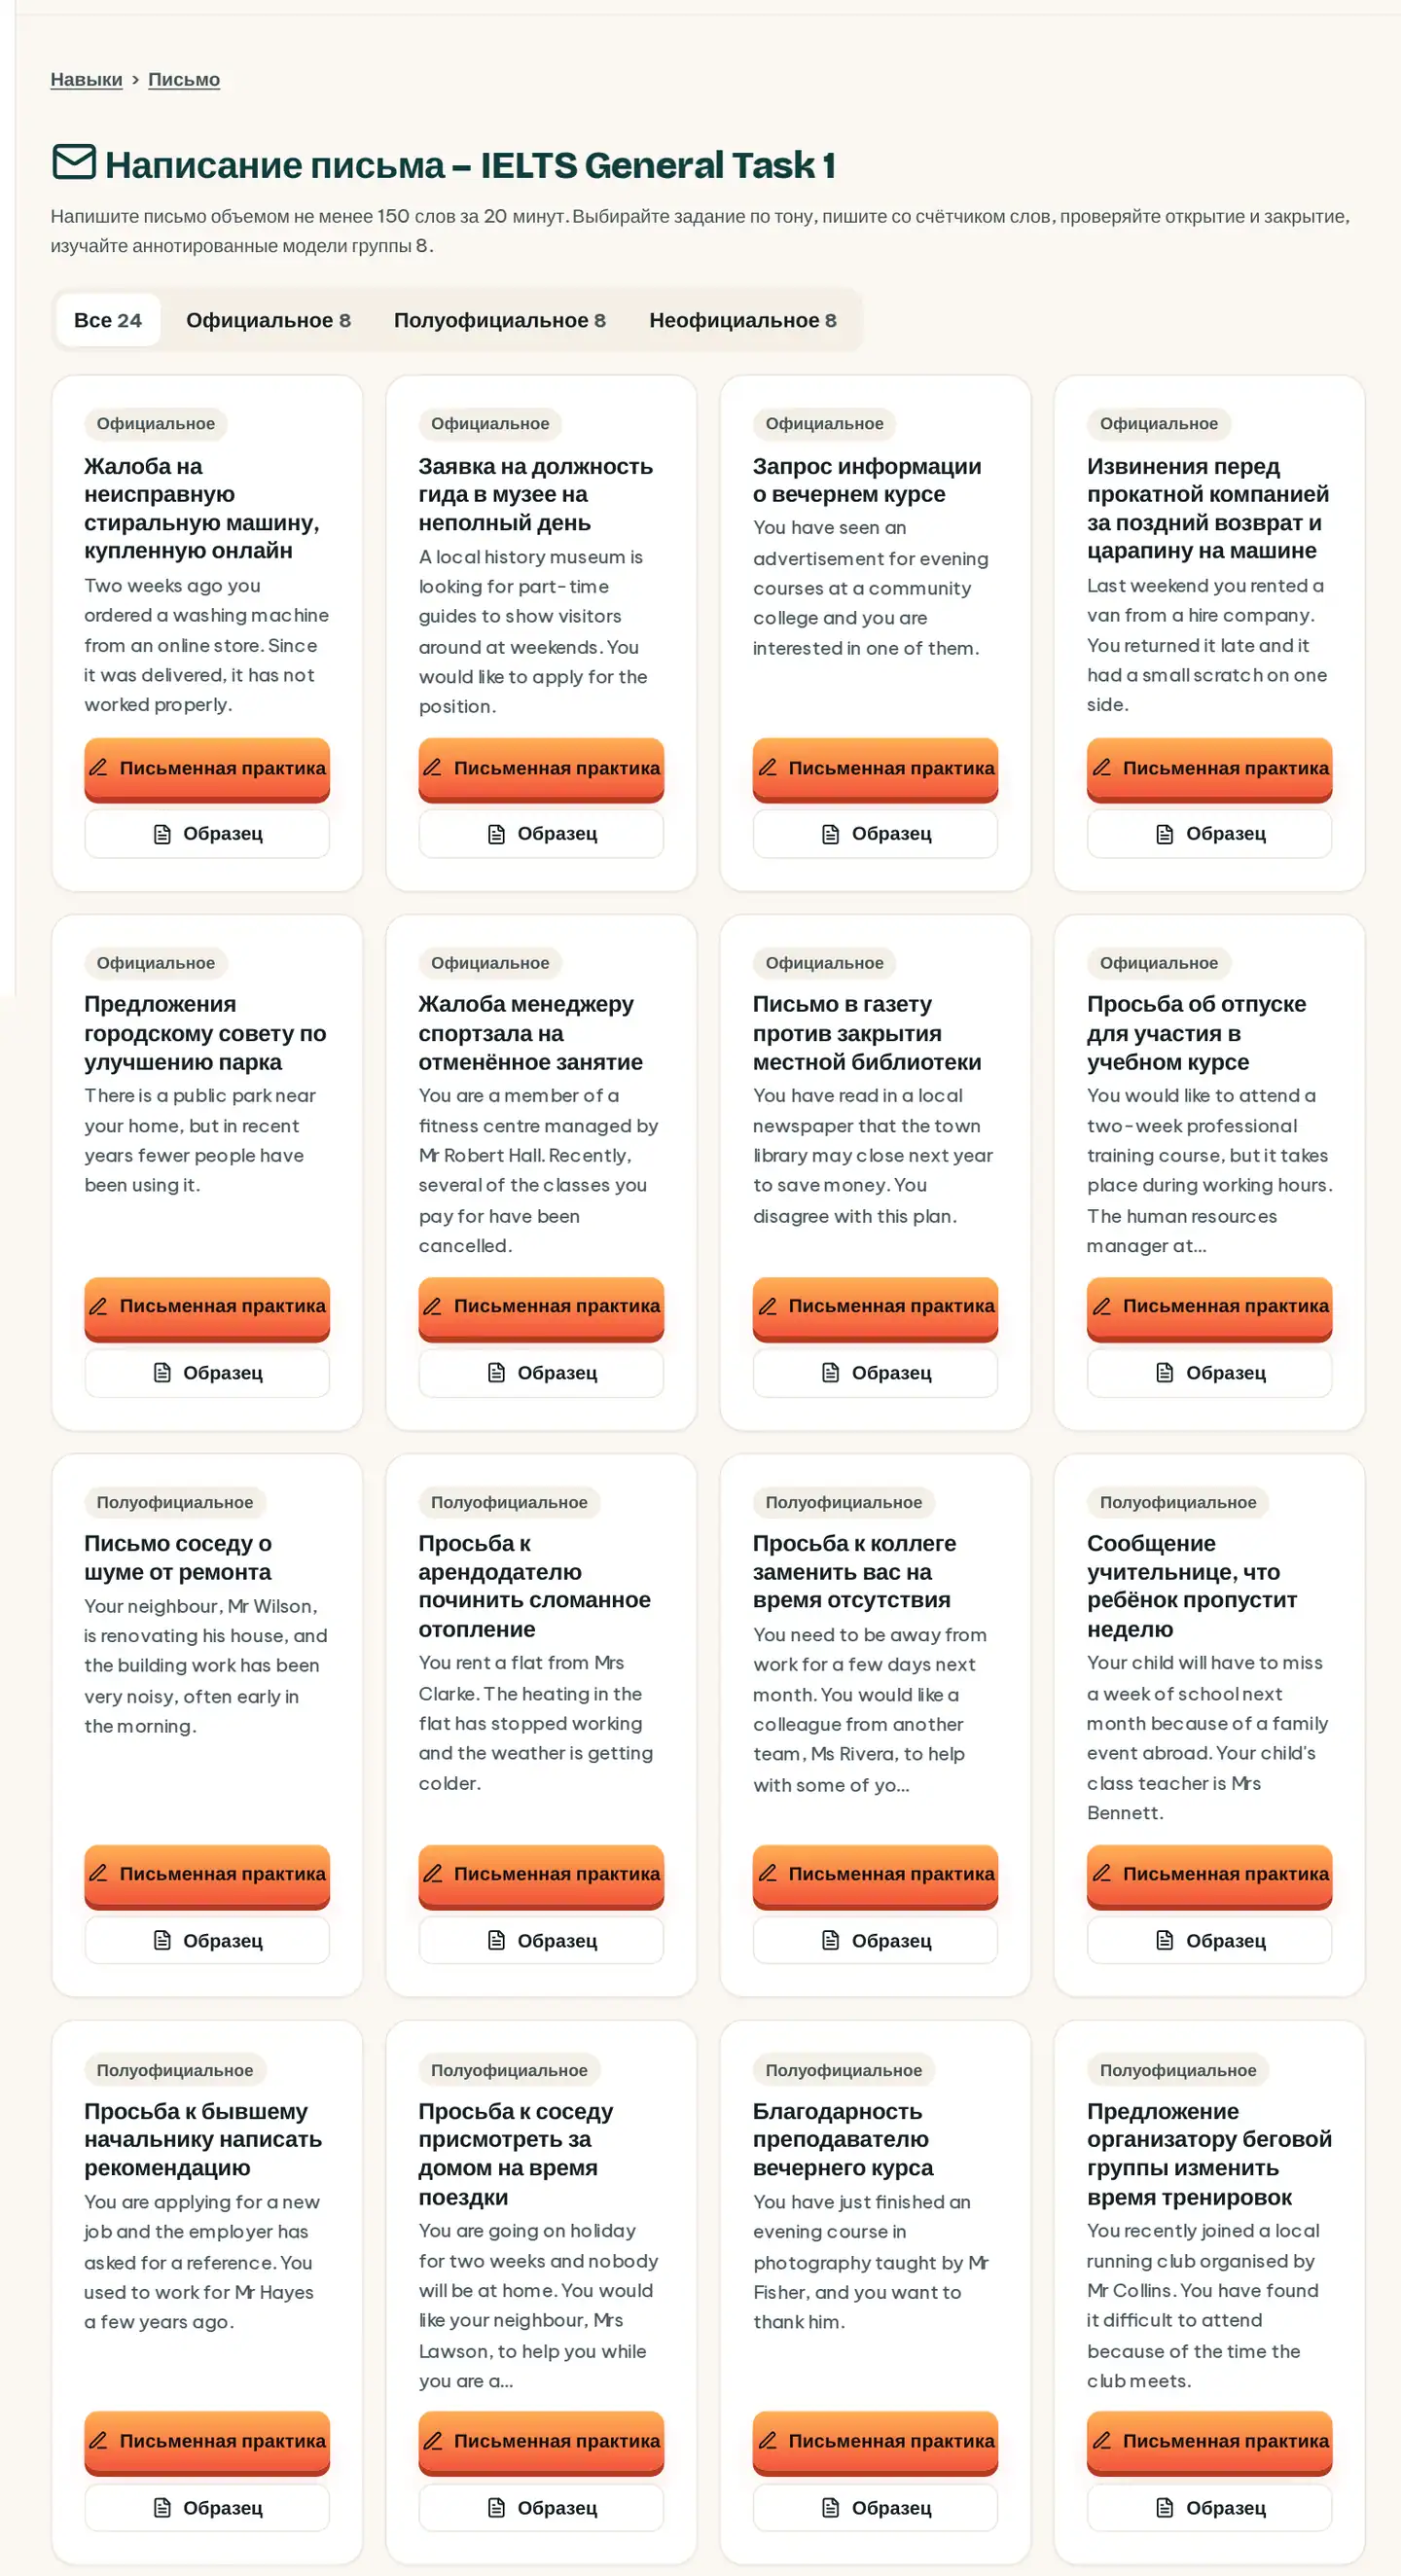 Навыки › Письмо
Написание письма – IELTS General Task 1
Напишите письмо объемом не менее 150 слов за 20 минут. Выбирайте задание по тону, пишите со счётчиком слов, проверяйте открытие и закрытие,
изучайте аннотированные модели группы 8.
Все 24 Официальное 8 Полуофициальное 8 Неофициальное 8
Официальное
Жалоба на
неисправную
стиральную машину,
купленную онлайн
Two weeks ago you
ordered a washing machine
from an online store. Since
it was delivered, it has not
worked properly.
Письменная практика
Образец
Официальное
Заявка на должность
гида в музее на
неполный день
A local history museum is
looking for part-time
guides to show visitors
around at weekends. You
would like to apply for the
position.
Письменная практика
Образец
Официальное
Запрос информации
о вечернем курсе
You have seen an
advertisement for evening
courses at a community
college and you are
interested in one of them.
Письменная практика
Образец
Официальное
Извинения перед
прокатной компанией
за поздний возврат и
царапину на машине
Last weekend you rented a
van from a hire company.
You returned it late and it
had a small scratch on one
side.
Письменная практика
Образец
Официальное
Предложения
городскому совету по
улучшению парка
There is a public park near
your home, but in recent
years fewer people have
been using it.
Письменная практика
Образец
Официальное
Жалоба менеджеру
спортзала на
отменённое занятие
You are a member of a
fitness centre managed by
Mr Robert Hall. Recently,
several of the classes you
pay for have been
cancelled.
Письменная практика
Образец
Официальное
Письмо в газету
против закрытия
местной библиотеки
You have read in a local
newspaper that the town
library may close next year
to save money. You
disagree with this plan.
Письменная практика
Образец
Официальное
Просьба об отпуске
для участия в
учебном курсе
You would like to attend a
two-week professional
training course, but it takes
place during working hours.
The human resources
manager at...
Письменная практика
Образец
Полуофициальное
Письмо соседу о
шуме от ремонта
Your neighbour, Mr Wilson,
is renovating his house, and
the building work has been
very noisy, often early in
the morning.
Письменная практика
Образец
Полуофициальное
Просьба к
арендодателю
починить сломанное
отопление
You rent a flat from Mrs
Clarke. The heating in the
flat has stopped working
and the weather is getting
colder.
Письменная практика
Образец
Полуофициальное
Просьба к коллеге
заменить вас на
время отсутствия
You need to be away from
work for a few days next
month. You would like a
colleague from another
team, Ms Rivera, to help
with some of yo...
Письменная практика
Образец
Полуофициальное
Сообщение
учительнице, что
ребёнок пропустит
неделю
Your child will have to miss
a week of school next
month because of a family
event abroad. Your child's
class teacher is Mrs
Bennett.
Письменная практика
Образец
Полуофициальное
Просьба к бывшему
начальнику написать
рекомендацию
You are applying for a new
job and the employer has
asked for a reference. You
used to work for Mr Hayes
a few years ago.
Письменная практика
Образец
Полуофициальное
Просьба к соседу
присмотреть за
домом на время
поездки
You are going on holiday
for two weeks and nobody
will be at home. You would
like your neighbour, Mrs
Lawson, to help you while
you are a...
Письменная практика
Образец
Полуофициальное
Благодарность
преподавателю
вечернего курса
You have just finished an
evening course in
photography taught by Mr
Fisher, and you want to
thank him.
Письменная практика
Образец
Полуофициальное
Предложение
организатору беговой
группы изменить
время тренировок
You recently joined a local
running club organised by
Mr Collins. You have found
it difficult to attend
because of the time the
club meets.
Письменная практика
Образец